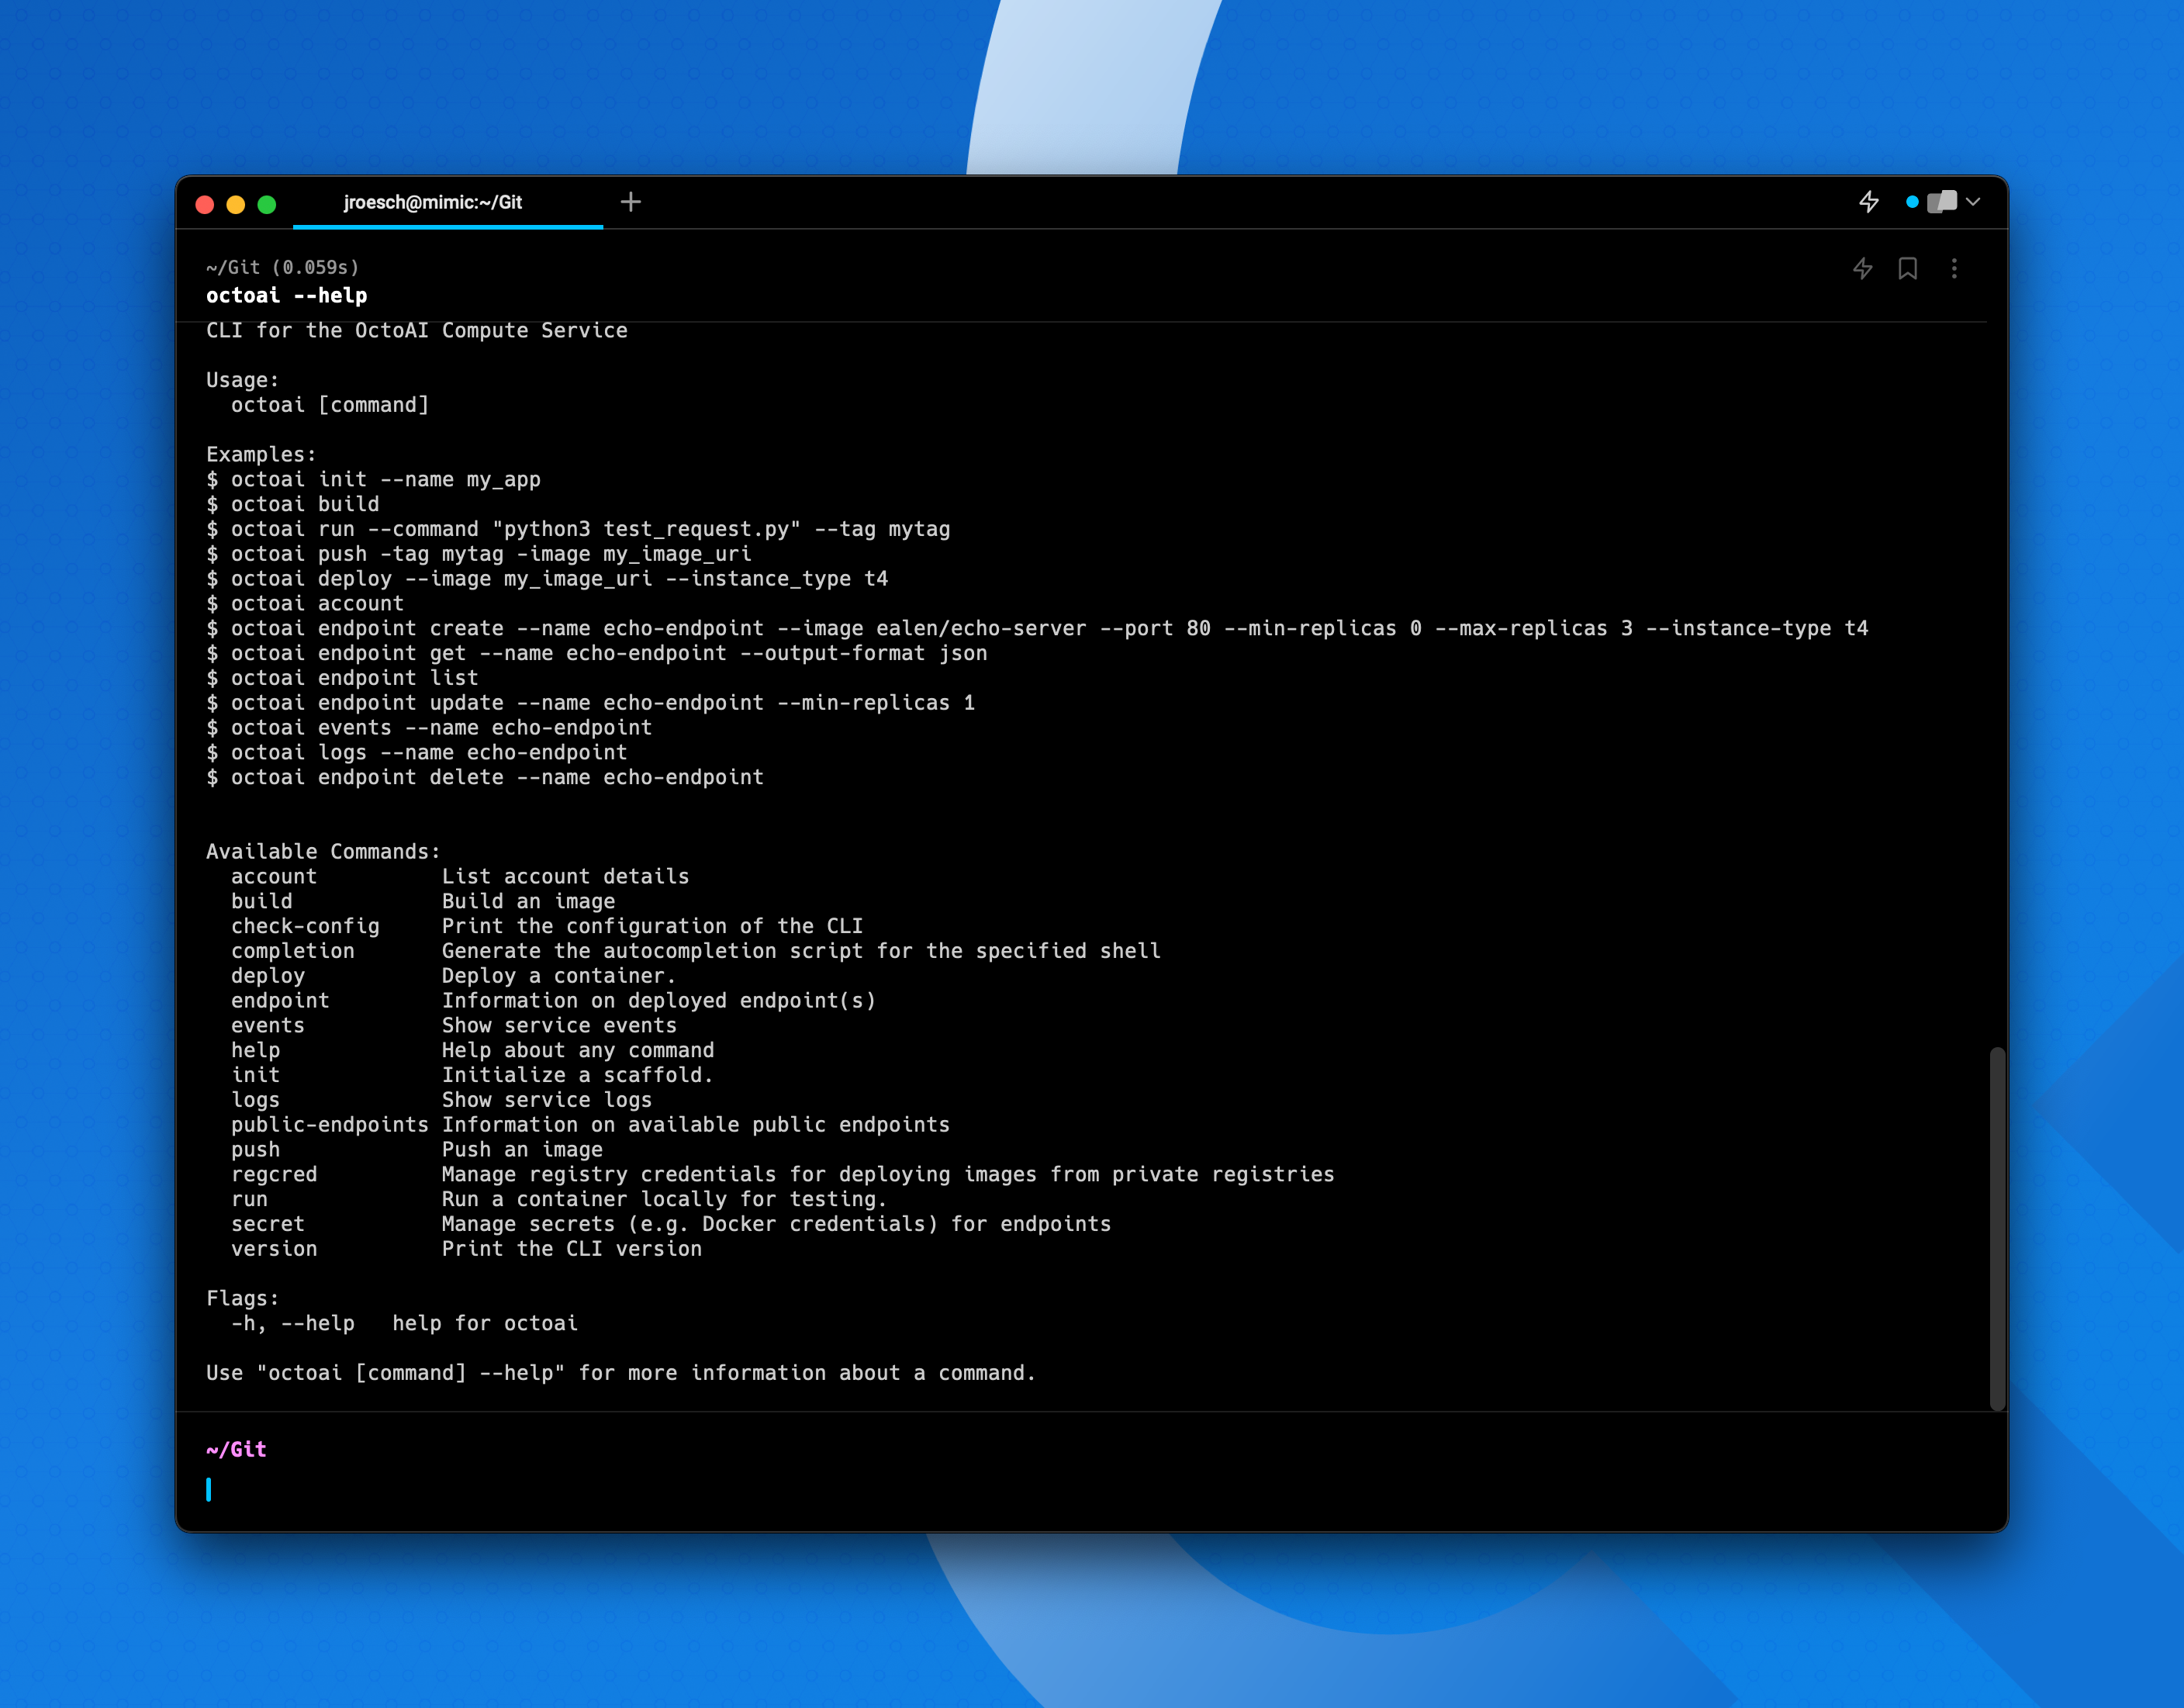 jroesch@mimic:~/Git
~/Git (0.059s)
octoai --help
CLI for the OctoAI Compute Service
Usage:
  octoai [command]
Examples:
$ octoai init --name my_app
$ octoai build
$ octoai run --command "python3 test_request.py" --tag mytag
$ octoai push -tag mytag -image my_image_uri
$ octoai deploy --image my_image_uri --instance_type t4
$ octoai account
$ octoai endpoint create --name echo-endpoint --image ealen/echo-server --port 80 --min-replicas 0 --max-replicas 3 --instance-type t4
$ octoai endpoint get --name echo-endpoint --output-format json
$ octoai endpoint list
$ octoai endpoint update --name echo-endpoint --min-replicas 1
$ octoai events --name echo-endpoint
$ octoai logs --name echo-endpoint
$ octoai endpoint delete --name echo-endpoint
Available Commands:
  account          List account details
  build            Build an image
  check-config     Print the configuration of the CLI
  completion       Generate the autocompletion script for the specified shell
  deploy           Deploy a container.
  endpoint         Information on deployed endpoint(s)
  events           Show service events
  help             Help about any command
  init             Initialize a scaffold.
  logs             Show service logs
  public-endpoints Information on available public endpoints
  push             Push an image
  regcred          Manage registry credentials for deploying images from private registries
  run              Run a container locally for testing.
  secret           Manage secrets (e.g. Docker credentials) for endpoints
  version          Print the CLI version
Flags:
  -h, --help   help for octoai
Use "octoai [command] --help" for more information about a command.
~/Git